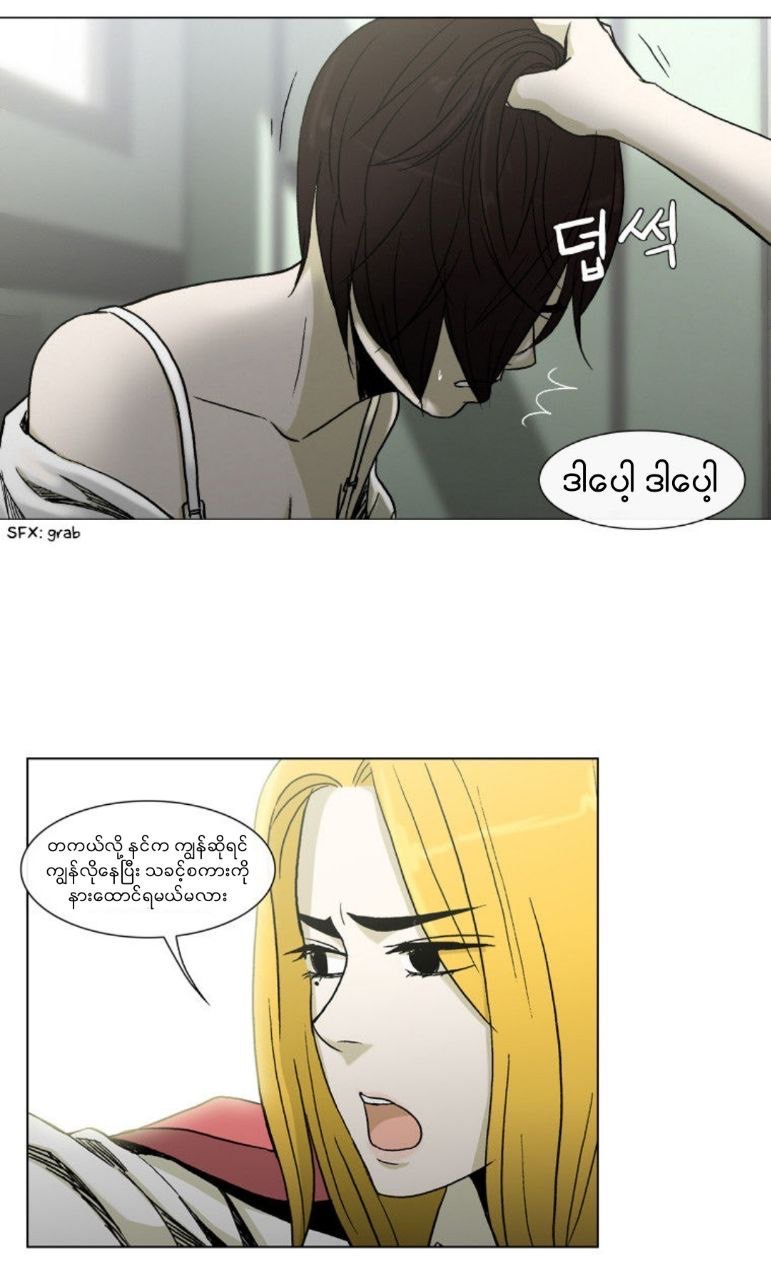 덥썩
ဒါပေါ့ ဒါပေါ့
SFX: grab
တကယ်လို့ နင်က ကျွန်ဆိုရင်
ကျွန်လိုနေပြီး သခင့်စကားကို
နားထောင်ရမယ်မလား